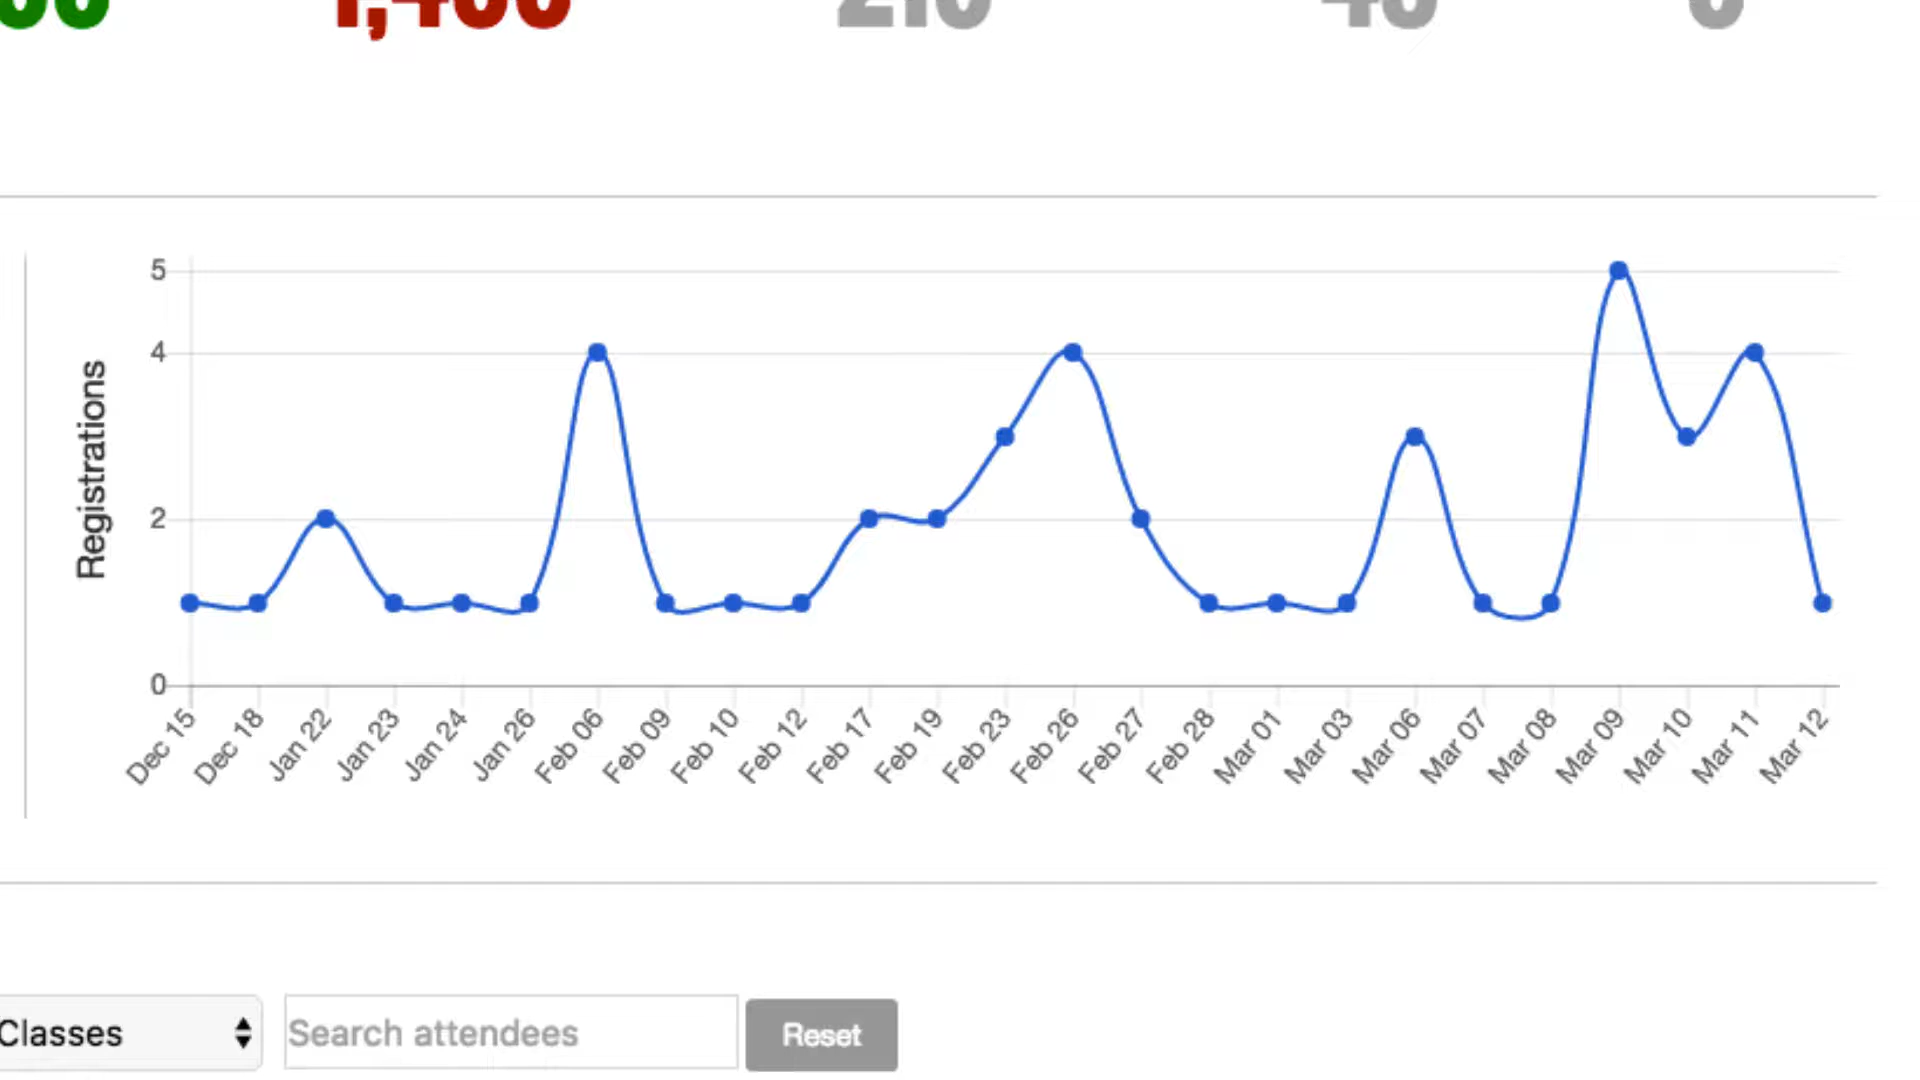 5
4
2
0
Registrations
Dec 15
Dec 18
Jan 22
Jan 23
Jan 24
Jan 26
Feb 06
Feb 09
Feb 10
Feb 12
Feb 17
Feb 19
Feb 23
Feb 26
Feb 27
Feb 28
Mar 01
Mar 03
Mar 06
Mar 07
Mar 08
Mar 09
Mar 10
Mar 11
Mar 12
Classes Search attendees Reset